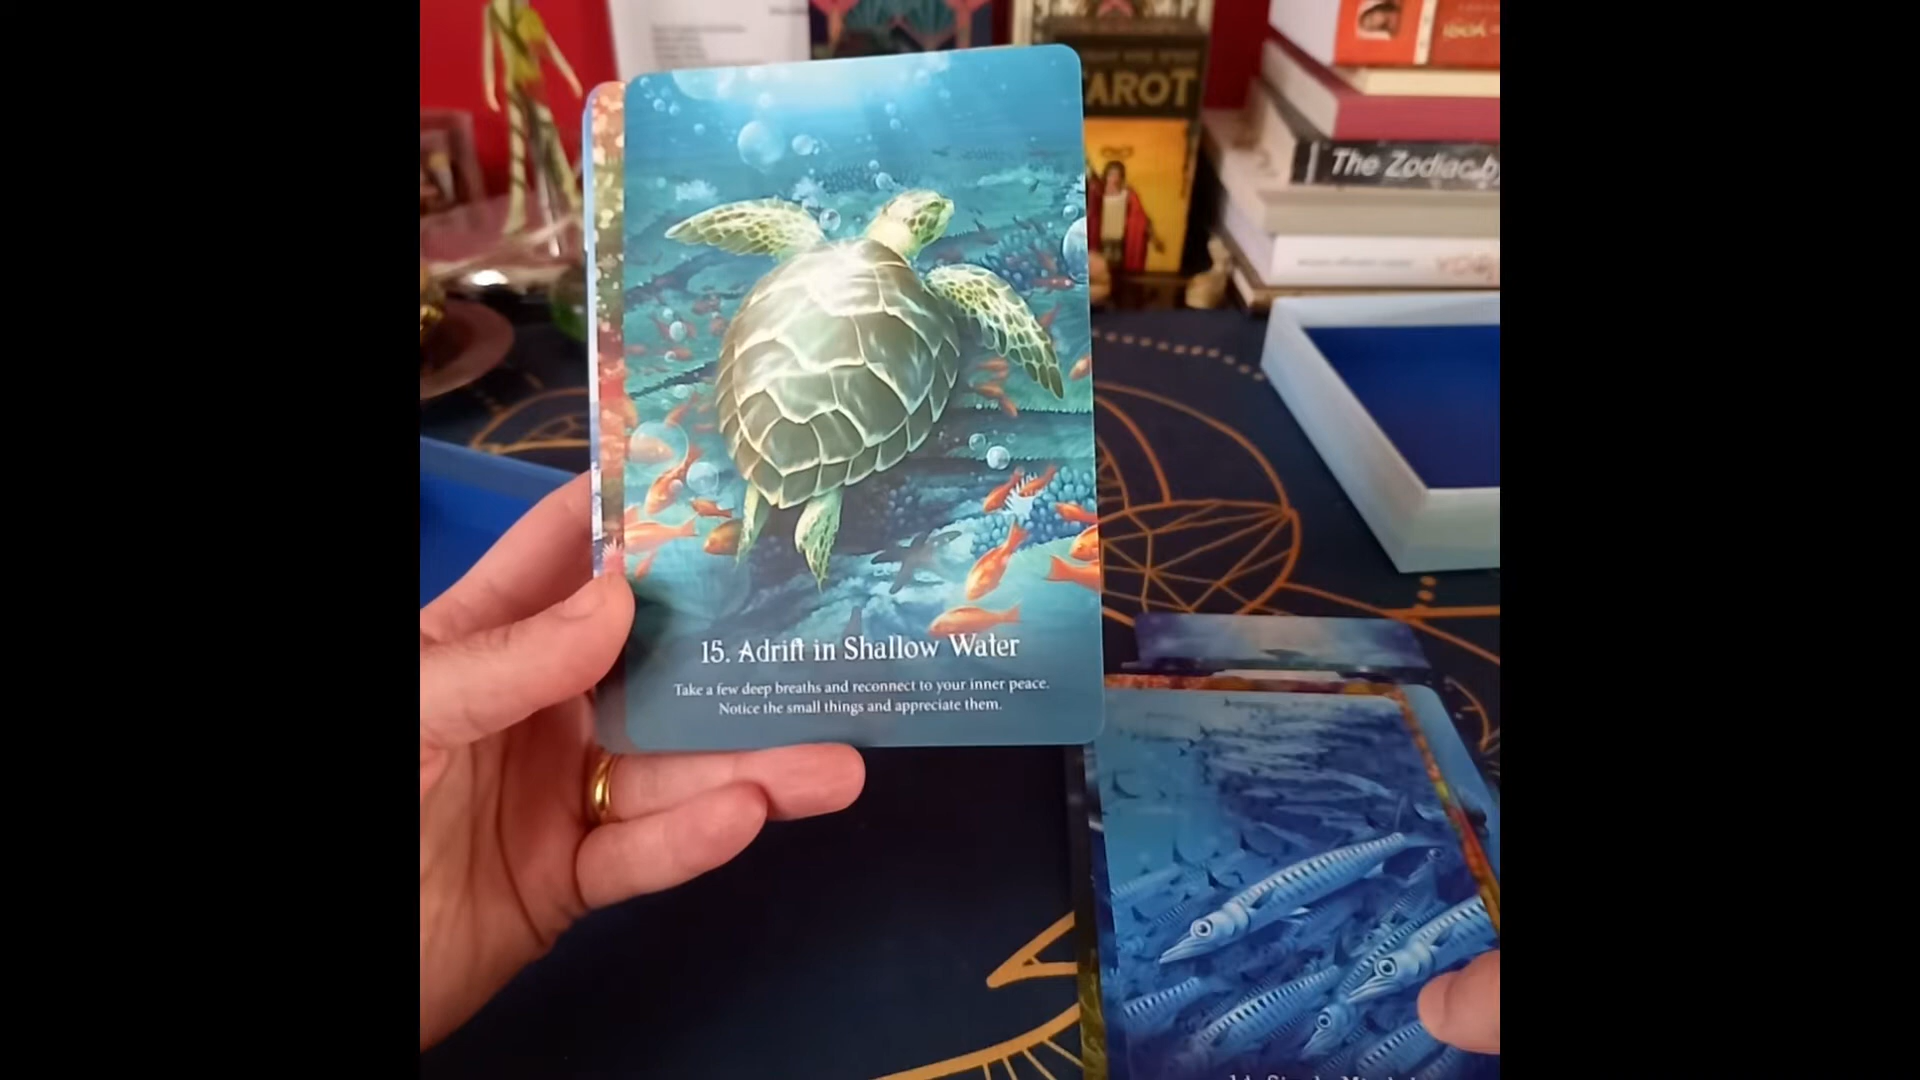 TAROT
The Zodiac b
15. Adrift in Shallow Water
Take a few deep breaths and reconnect to your inner peace.
Notice the small things and appreciate them.